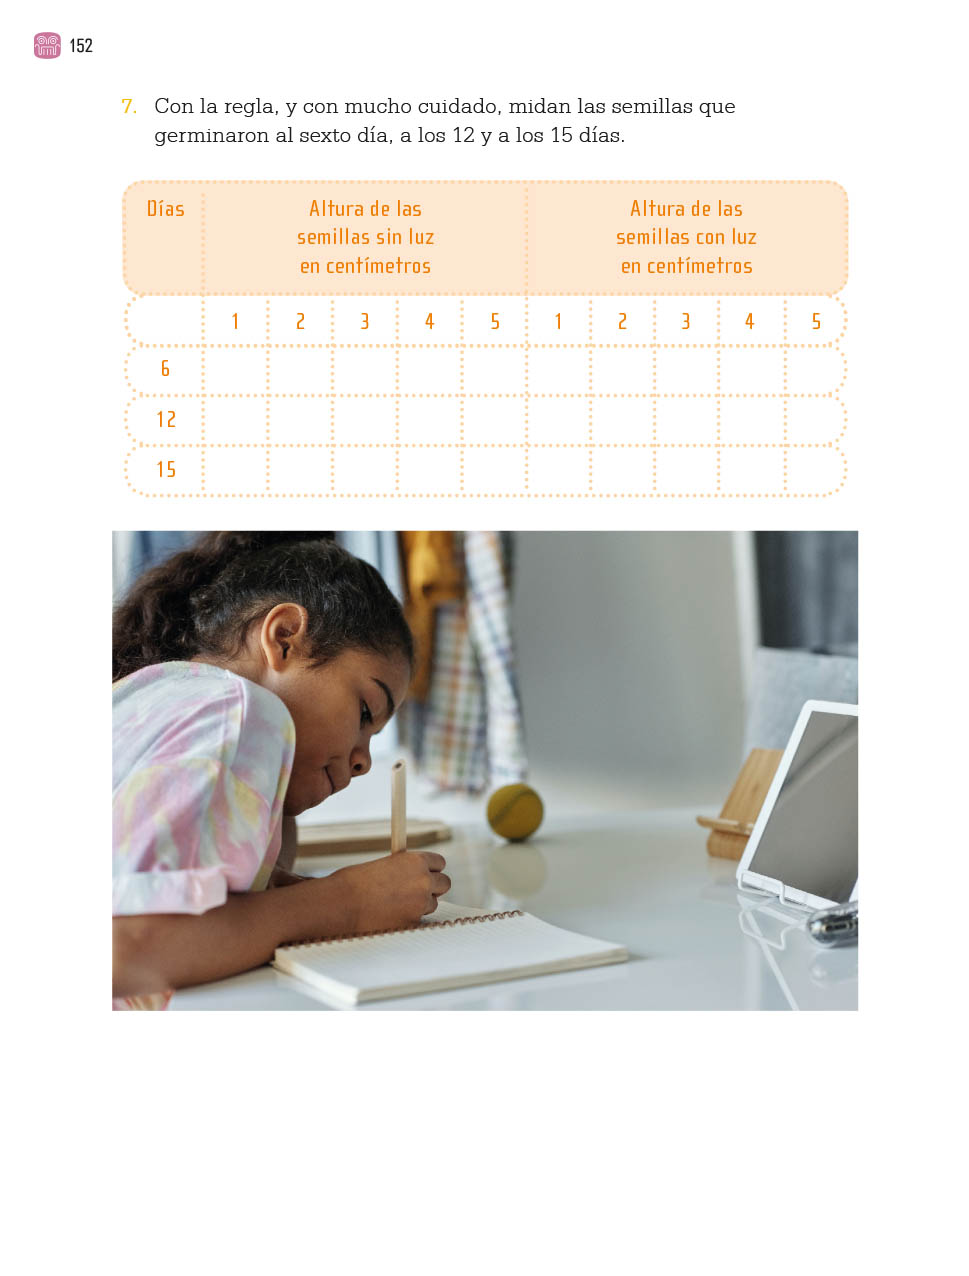 152
7. Con la regla, y con mucho cuidado, midan las semillas que
germinaron al sexto día, a los 12 y a los 15 días.
Días
Altura de las
semillas sin luz
en centímetros
Altura de las
semillas con luz
en centímetros
1 2 3 4 5 1 2 3 4 5
6
12
15